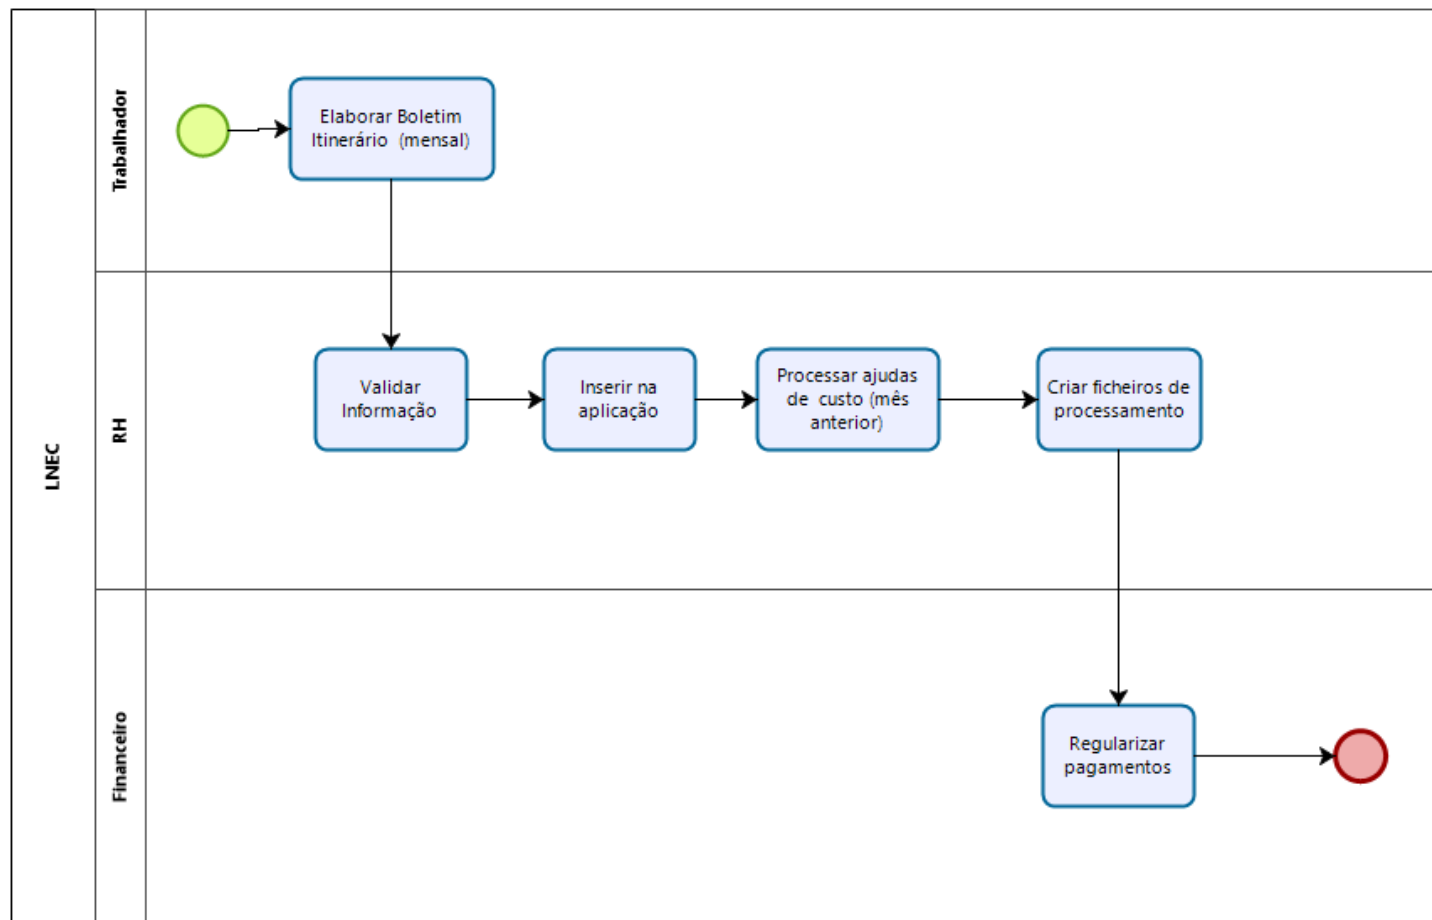 LNEC
Trabalhador
Elaborar Boletim
Itinerário (mensal)
RH
Validar
Informação
Inserir na
aplicação
Processar ajudas
de custo (mês
anterior)
Criar ficheiros de
processamento
Financeiro
Regularizar
pagamentos